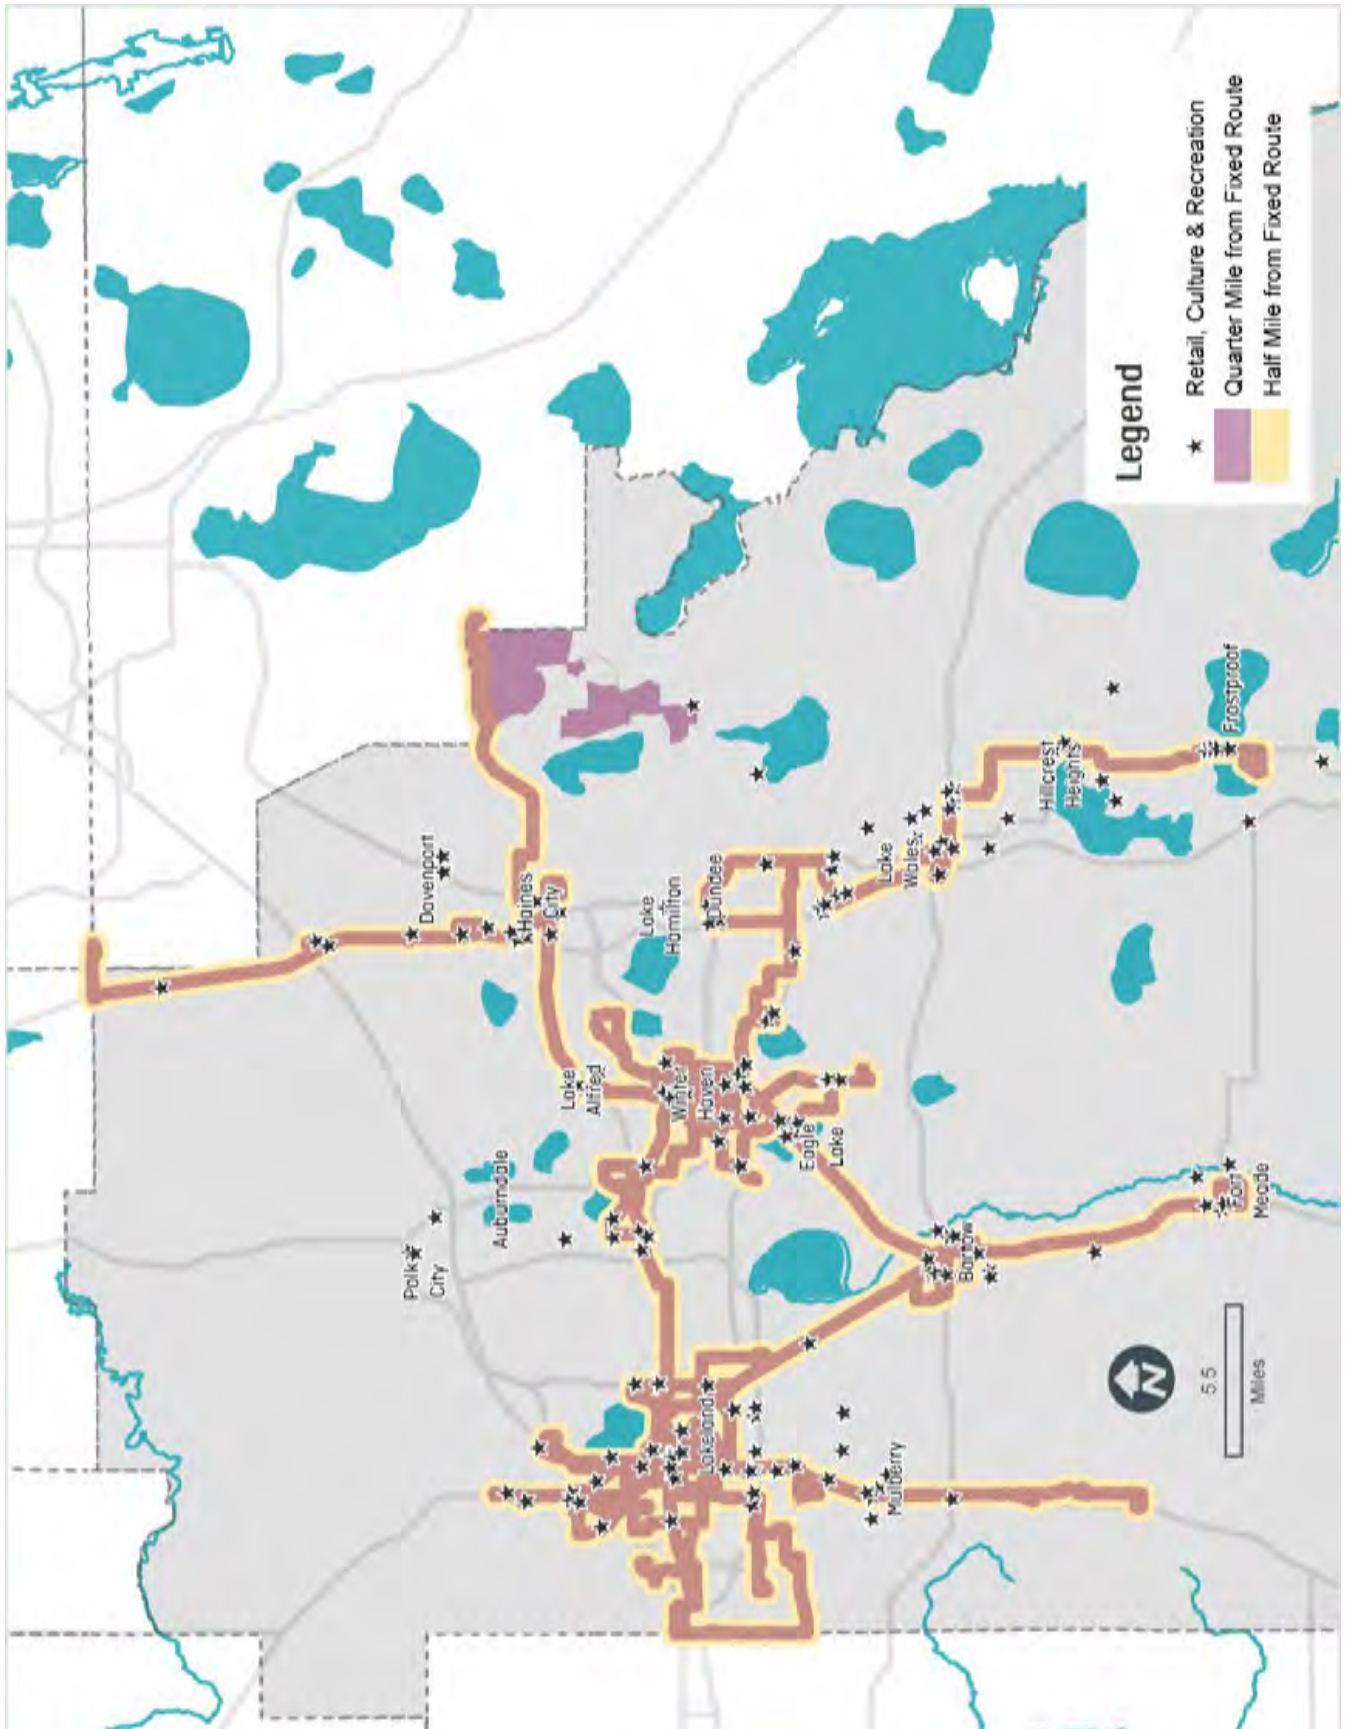 Davenport
Haines
City
Lake
Hamilton
Dundee
Lake
Wales
Hillcrest
Heights
Frostproof
Lake
Alfred
Winter
Haven
Eagle
Lake
Auburndale
Polk
City
Bartow
Fort
Meade
Lakeland
Mulberry
N
5.5
Miles
Legend
Retail, Culture & Recreation
Quarter Mile from Fixed Route
Half Mile from Fixed Route